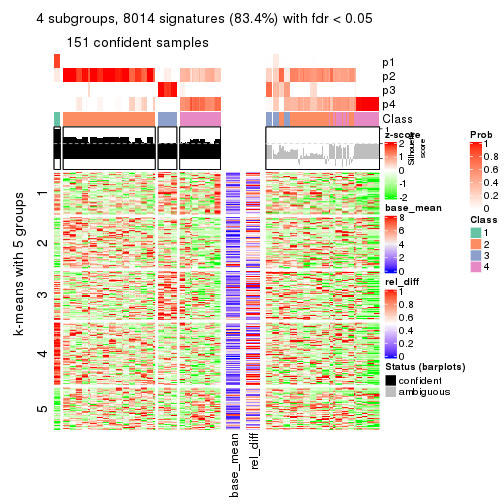 4 subgroups, 8014 signatures (83.4%) with fdr < 0.05
151 confident samples
p1
p2
p3
p4
Class
1
Silhouette
score
z-score
2
1
0
-1
-2
base_mean
8
6
4
2
0
rel_diff
1
0.8
0.6
0.4
0.2
0
Status (barplots)
confident
ambiguous
Prob
1
0.8
0.6
0.4
0.2
0
Class
1
2
3
4
k-means with 5 groups
1
2
3
4
5
base_mean
rel_diff